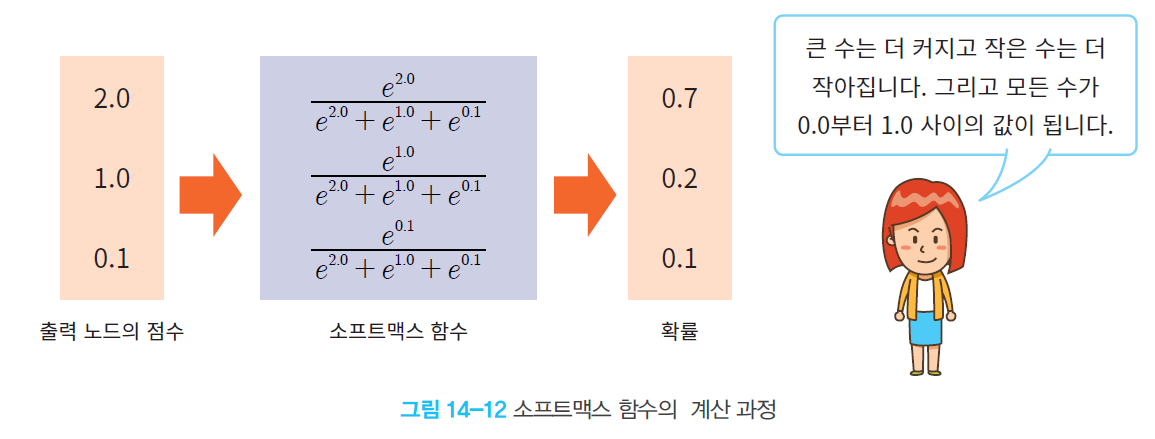 큰 수는 더 커지고 작은 수는 더
작아집니다. 그리고 모든 수가
0.0부터 1.0 사이의 값이 됩니다.
2.0
1.0
0.1
e^2.0 / (e^2.0 + e^1.0 + e^0.1)
e^1.0 / (e^2.0 + e^1.0 + e^0.1)
e^0.1 / (e^2.0 + e^1.0 + e^0.1)
0.7
0.2
0.1
출력 노드의 점수
소프트맥스 함수
확률
그림 14-12 소프트맥스 함수의 계산 과정